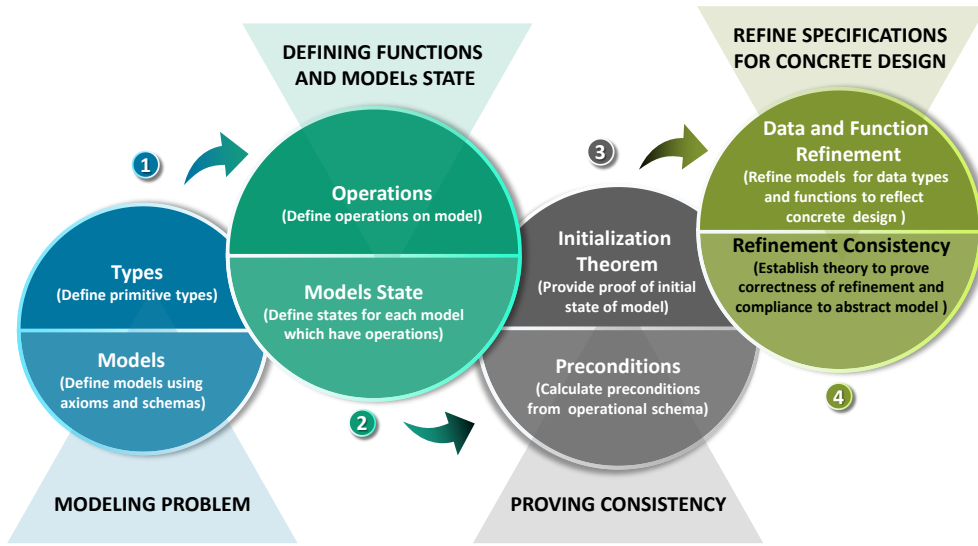 1
Types
(Define primitive types)
Models
(Define models using
axioms and schemas)
MODELING PROBLEM
DEFINING FUNCTIONS
AND MODELs STATE
Operations
(Define operations on model)
Models State
(Define states for each model
which have operations)
2
3
Initialization
Theorem
(Provide proof of initial
state of model)
Preconditions
(Calculate preconditions
from operational schema)
PROVING CONSISTENCY
REFINE SPECIFICATIONS
FOR CONCRETE DESIGN
Data and Function
Refinement
(Refine models for data types
and functions to reflect
concrete design )
Refinement Consistency
(Establish theory to prove
correctness of refinement and
compliance to abstract model )
4